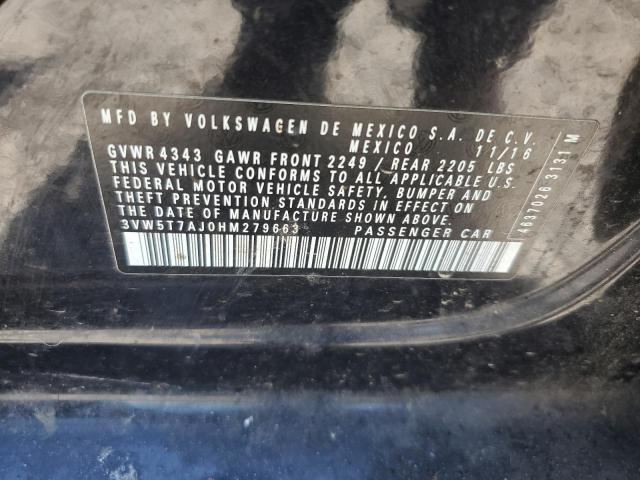 MFD BY VOLKSWAGEN DE MEXICO S.A. DE C.V.
MEXICO 11/16
GVWR 4343 GAWR FRONT 2249 / REAR 2205 LBS
THIS VEHICLE CONFORMS TO ALL APPLICABLE U.S.
FEDERAL MOTOR VEHICLE SAFETY, BUMPER AND
THEFT PREVENTION STANDARDS IN EFFECT ON
THE DATE OF MANUFACTURE SHOWN ABOVE.
3VW5T7AJ0HM279663 PASSENGER CAR
4637026 3131 M